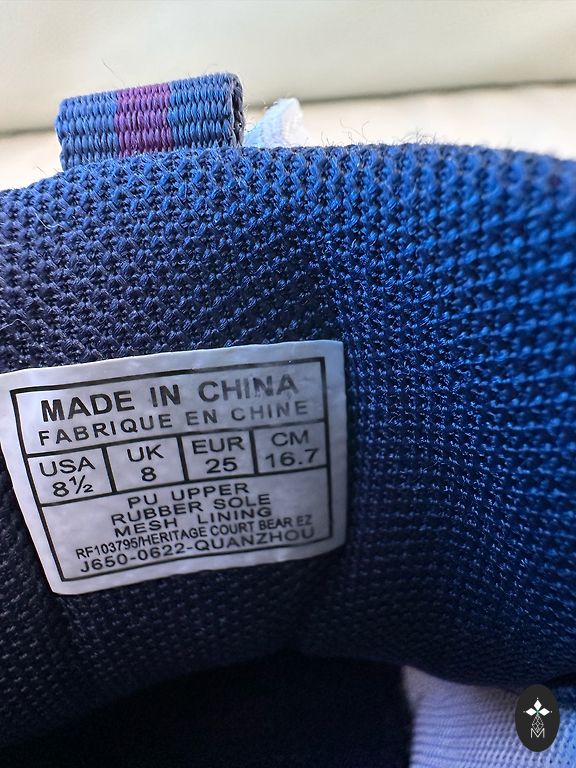 MADE IN CHINA
FABRIQUE EN CHINE
USA UK EUR CM
8½ 8 25 16.7
PU UPPER
RUBBER SOLE
MESH LINING
RF103795/HERITAGE COURT BEAR EZ
J650-0622-QUANZHOU
M